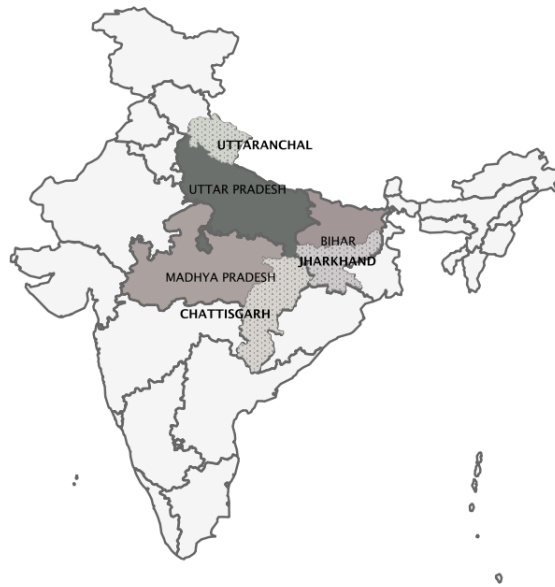 UTTARANCHAL
UTTAR PRADESH
BIHAR
JHARKHAND
MADHYA PRADESH
CHATTISGARH